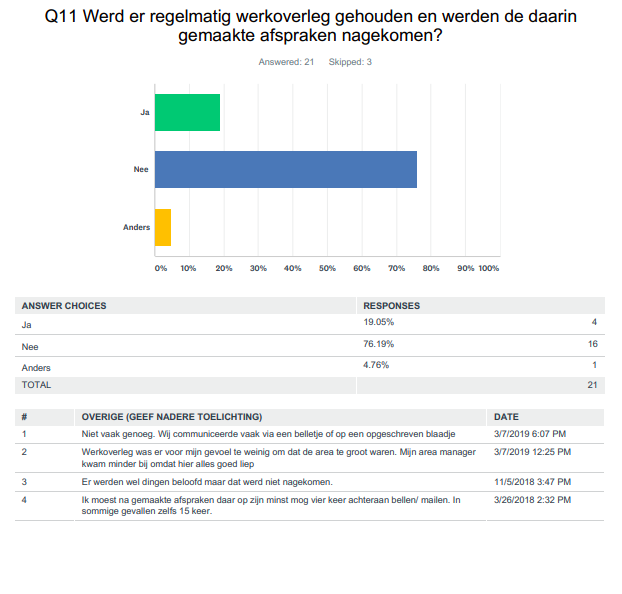 Q11 Werd er regelmatig werkoverleg gehouden en werden de daarin
gemaakte afspraken nagekomen?
Answered: 21 Skipped: 3
Ja
Nee
Anders
0% 10% 20% 30% 40% 50% 60% 70% 80% 90% 100%
ANSWER CHOICES RESPONSES
Ja 19.05% 4
Nee 76.19% 16
Anders 4.76% 1
TOTAL 21
# OVERIGE (GEEF NADERE TOELICHTING) DATE
1 Niet vaak genoeg. Wij communiceerde vaak via een belletje of op een opgeschreven blaadje 3/7/2019 6:07 PM
2 Werkoverleg was er voor mijn gevoel te weinig om dat de area te groot waren. Mijn area manager 3/7/2019 12:25 PM
kwam minder bij omdat hier alles goed liep
3 Er werden wel dingen beloofd maar dat werd niet nagekomen. 11/5/2018 3:47 PM
4 Ik moest na gemaakte afspraken daar op zijn minst mog vier keer achteraan bellen/ mailen. In 3/26/2018 2:32 PM
sommige gevallen zelfs 15 keer.